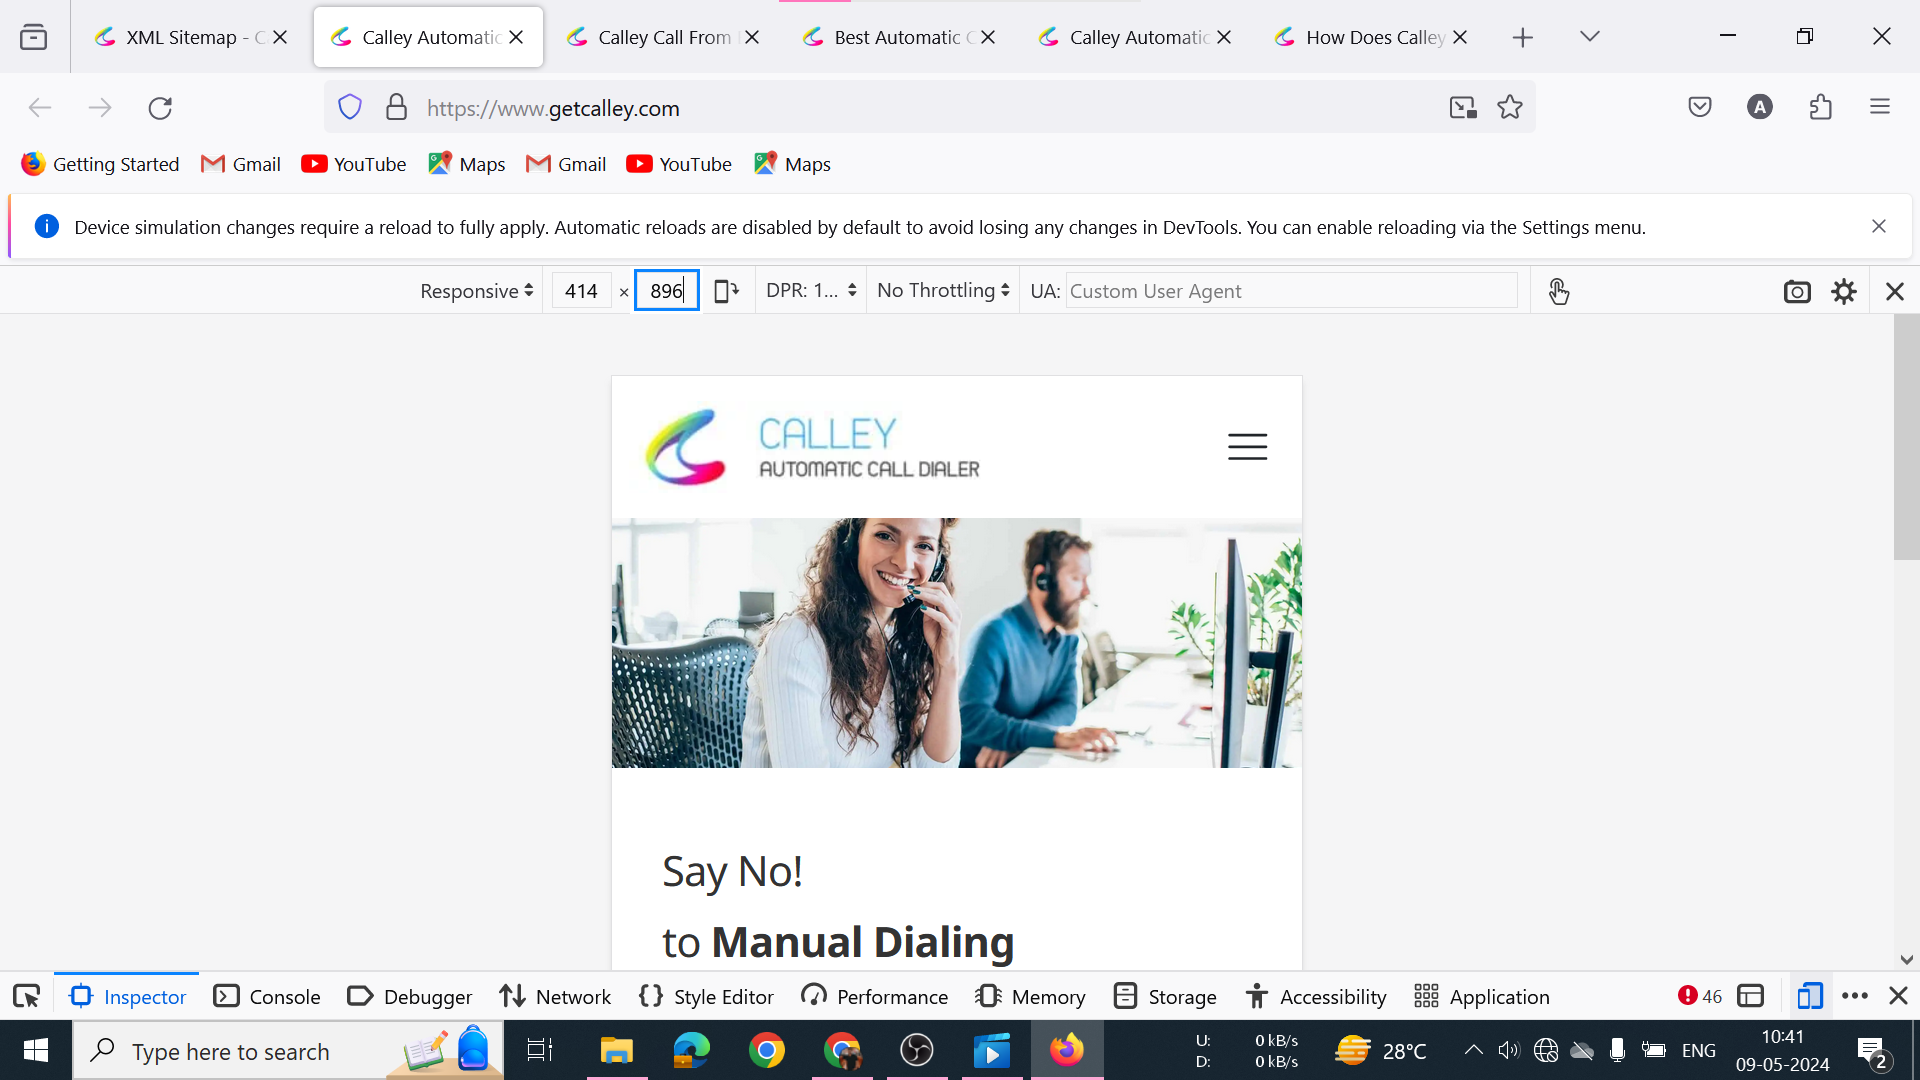 XML Sitemap - C
Calley Automatic
Calley Call From
Best Automatic C
Calley Automatic
How Does Calley
https://www.getcalley.com
A
Getting Started
Gmail
YouTube
Maps
Gmail
YouTube
Maps
Device simulation changes require a reload to fully apply. Automatic reloads are disabled by default to avoid losing any changes in DevTools. You can enable reloading via the Settings menu.
Responsive
414 × 896
DPR: 1...
No Throttling
UA: Custom User Agent
CALLEY
AUTOMATIC CALL DIALER
Say No!
to Manual Dialing
Inspector
Console
Debugger
Network
Style Editor
Performance
Memory
Storage
Accessibility
Application
46
Type here to search
U: 0 kB/s
D: 0 kB/s
28°C
ENG
10:41
09-05-2024
2